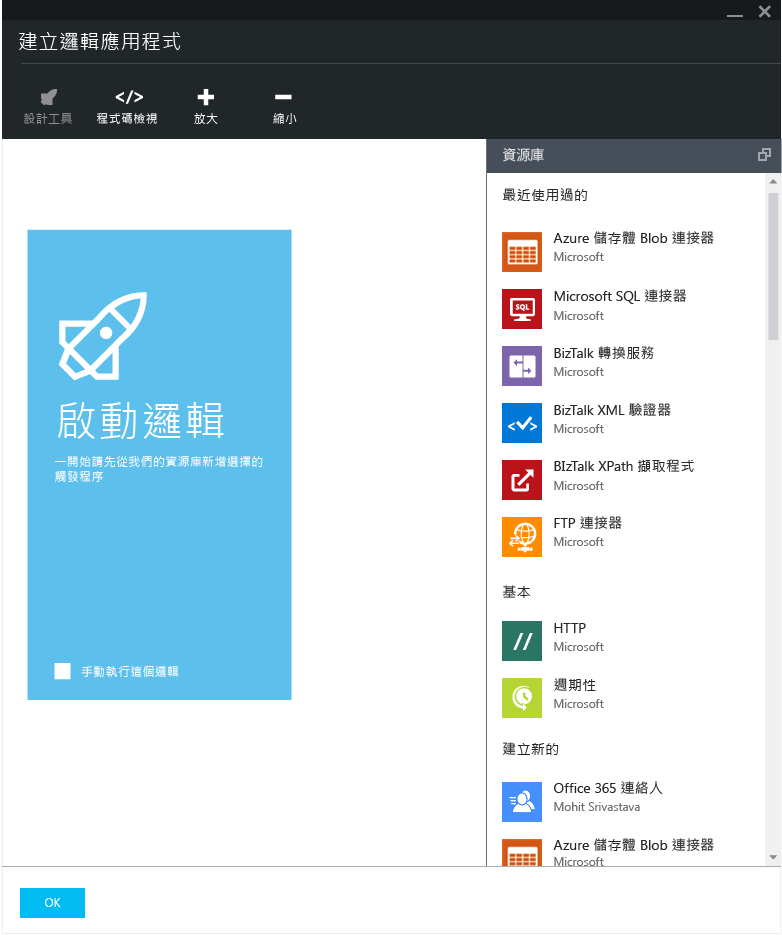 建立邏輯應用程式
設計工具
程式碼檢視
放大
縮小
啟動邏輯
一開始請先從我們的資源庫新增選擇的
觸發程序
手動執行這個邏輯
資源庫
最近使用過的
Azure 儲存體 Blob 連接器
Microsoft
SQL
Microsoft SQL 連接器
Microsoft
BizTalk 轉換服務
Microsoft
BizTalk XML 驗證器
Microsoft
BIzTalk XPath 擷取程式
Microsoft
FTP 連接器
Microsoft
基本
HTTP
Microsoft
週期性
Microsoft
建立新的
Office 365 連絡人
Mohit Srivastava
Azure 儲存體 Blob 連接器
Microsoft
OK